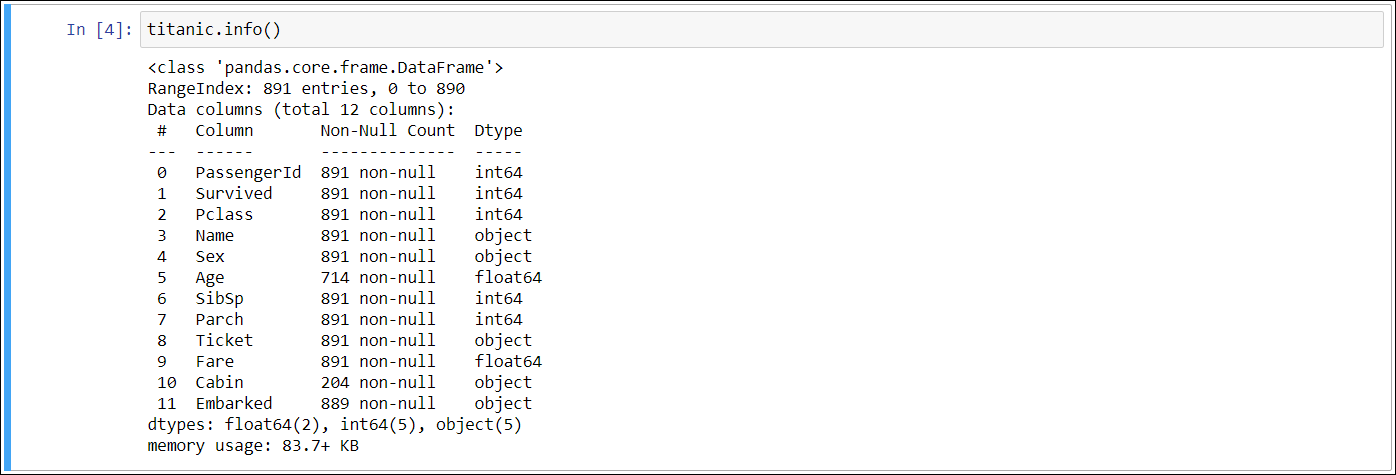 In [4]: titanic.info()
<class 'pandas.core.frame.DataFrame'>
RangeIndex: 891 entries, 0 to 890
Data columns (total 12 columns):
 #   Column       Non-Null Count  Dtype
---  ------       --------------  -----
 0   PassengerId  891 non-null    int64
 1   Survived     891 non-null    int64
 2   Pclass       891 non-null    int64
 3   Name         891 non-null    object
 4   Sex          891 non-null    object
 5   Age          714 non-null    float64
 6   SibSp        891 non-null    int64
 7   Parch        891 non-null    int64
 8   Ticket       891 non-null    object
 9   Fare         891 non-null    float64
 10  Cabin        204 non-null    object
 11  Embarked     889 non-null    object
dtypes: float64(2), int64(5), object(5)
memory usage: 83.7+ KB